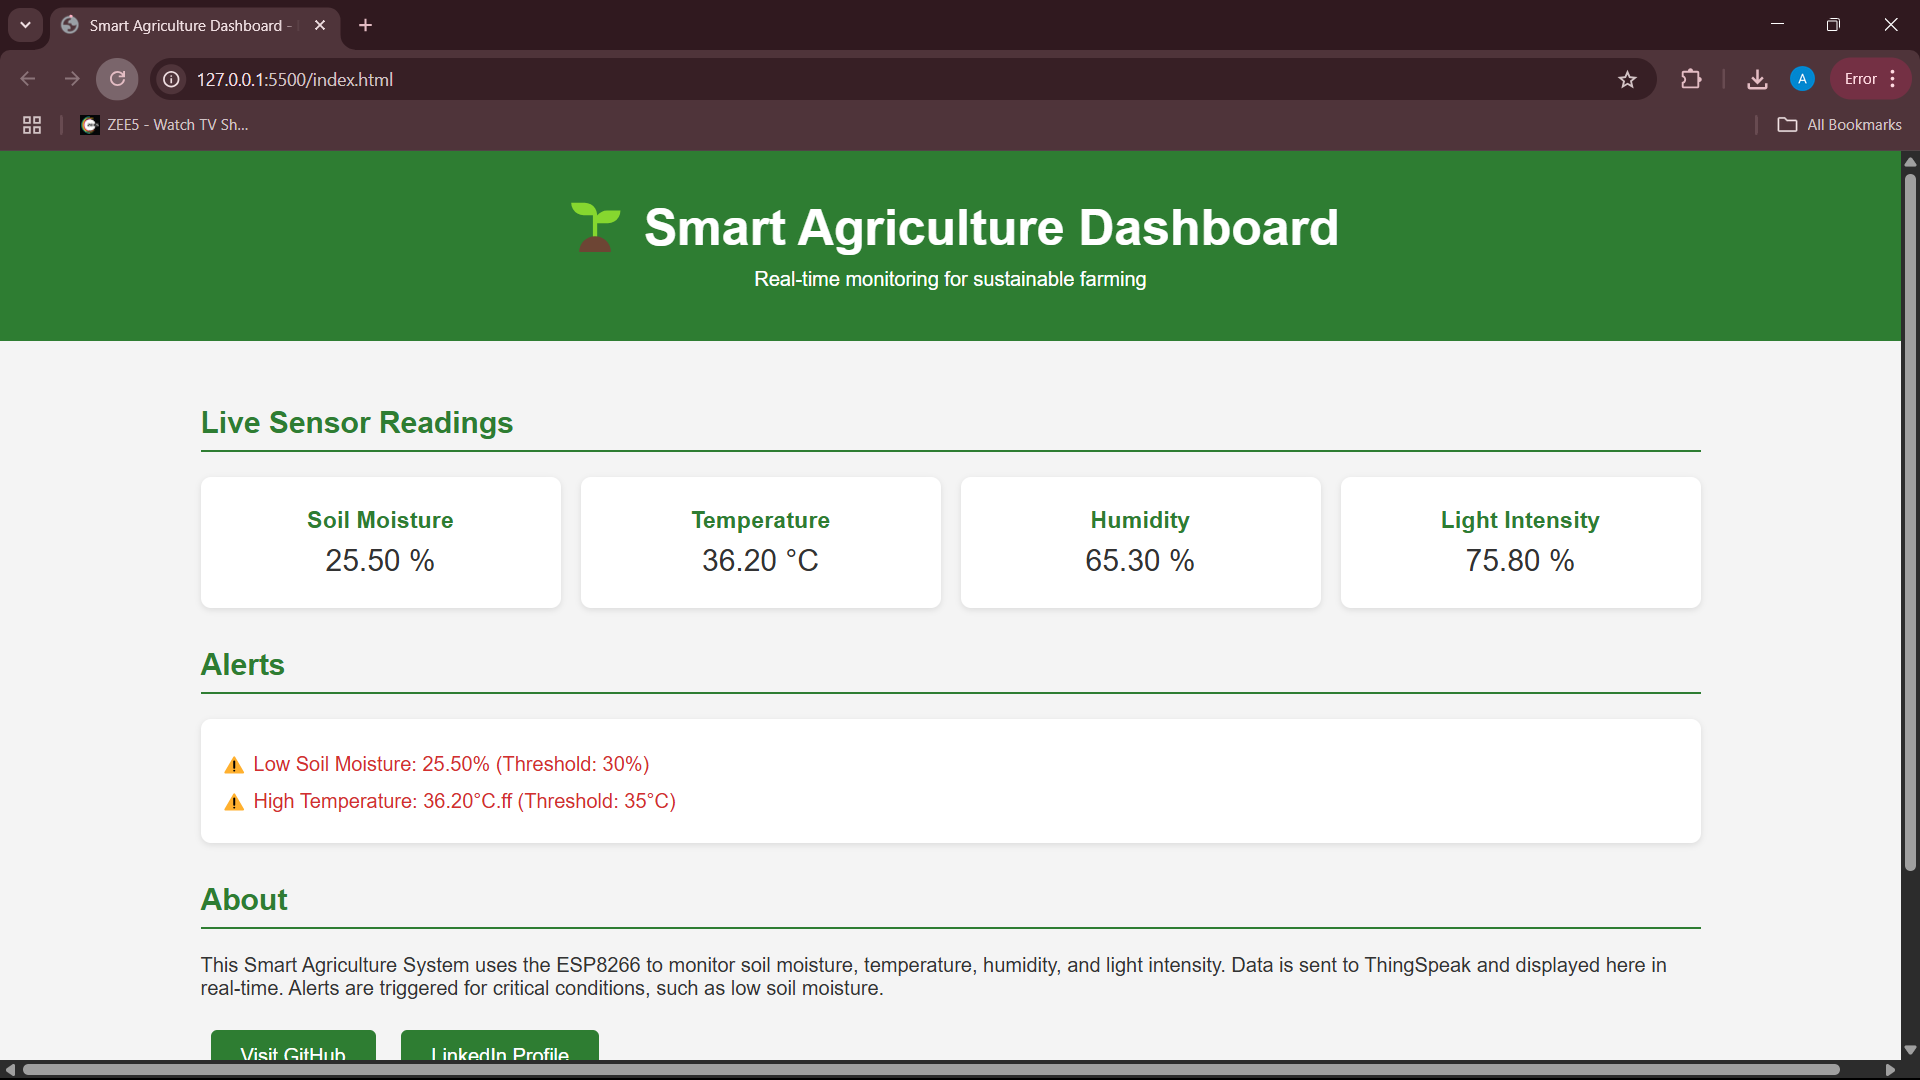 Smart Agriculture Dashboard -
127.0.0.1:5500/index.html
A
Error
ZEE5 - Watch TV Sh...
All Bookmarks
Smart Agriculture Dashboard
Real-time monitoring for sustainable farming
Live Sensor Readings
Soil Moisture
25.50 %
Temperature
36.20 °C
Humidity
65.30 %
Light Intensity
75.80 %
Alerts
Low Soil Moisture: 25.50% (Threshold: 30%)
High Temperature: 36.20°C.ff (Threshold: 35°C)
About
This Smart Agriculture System uses the ESP8266 to monitor soil moisture, temperature, humidity, and light intensity. Data is sent to ThingSpeak and displayed here in
real-time. Alerts are triggered for critical conditions, such as low soil moisture.
Visit GitHub
LinkedIn Profile